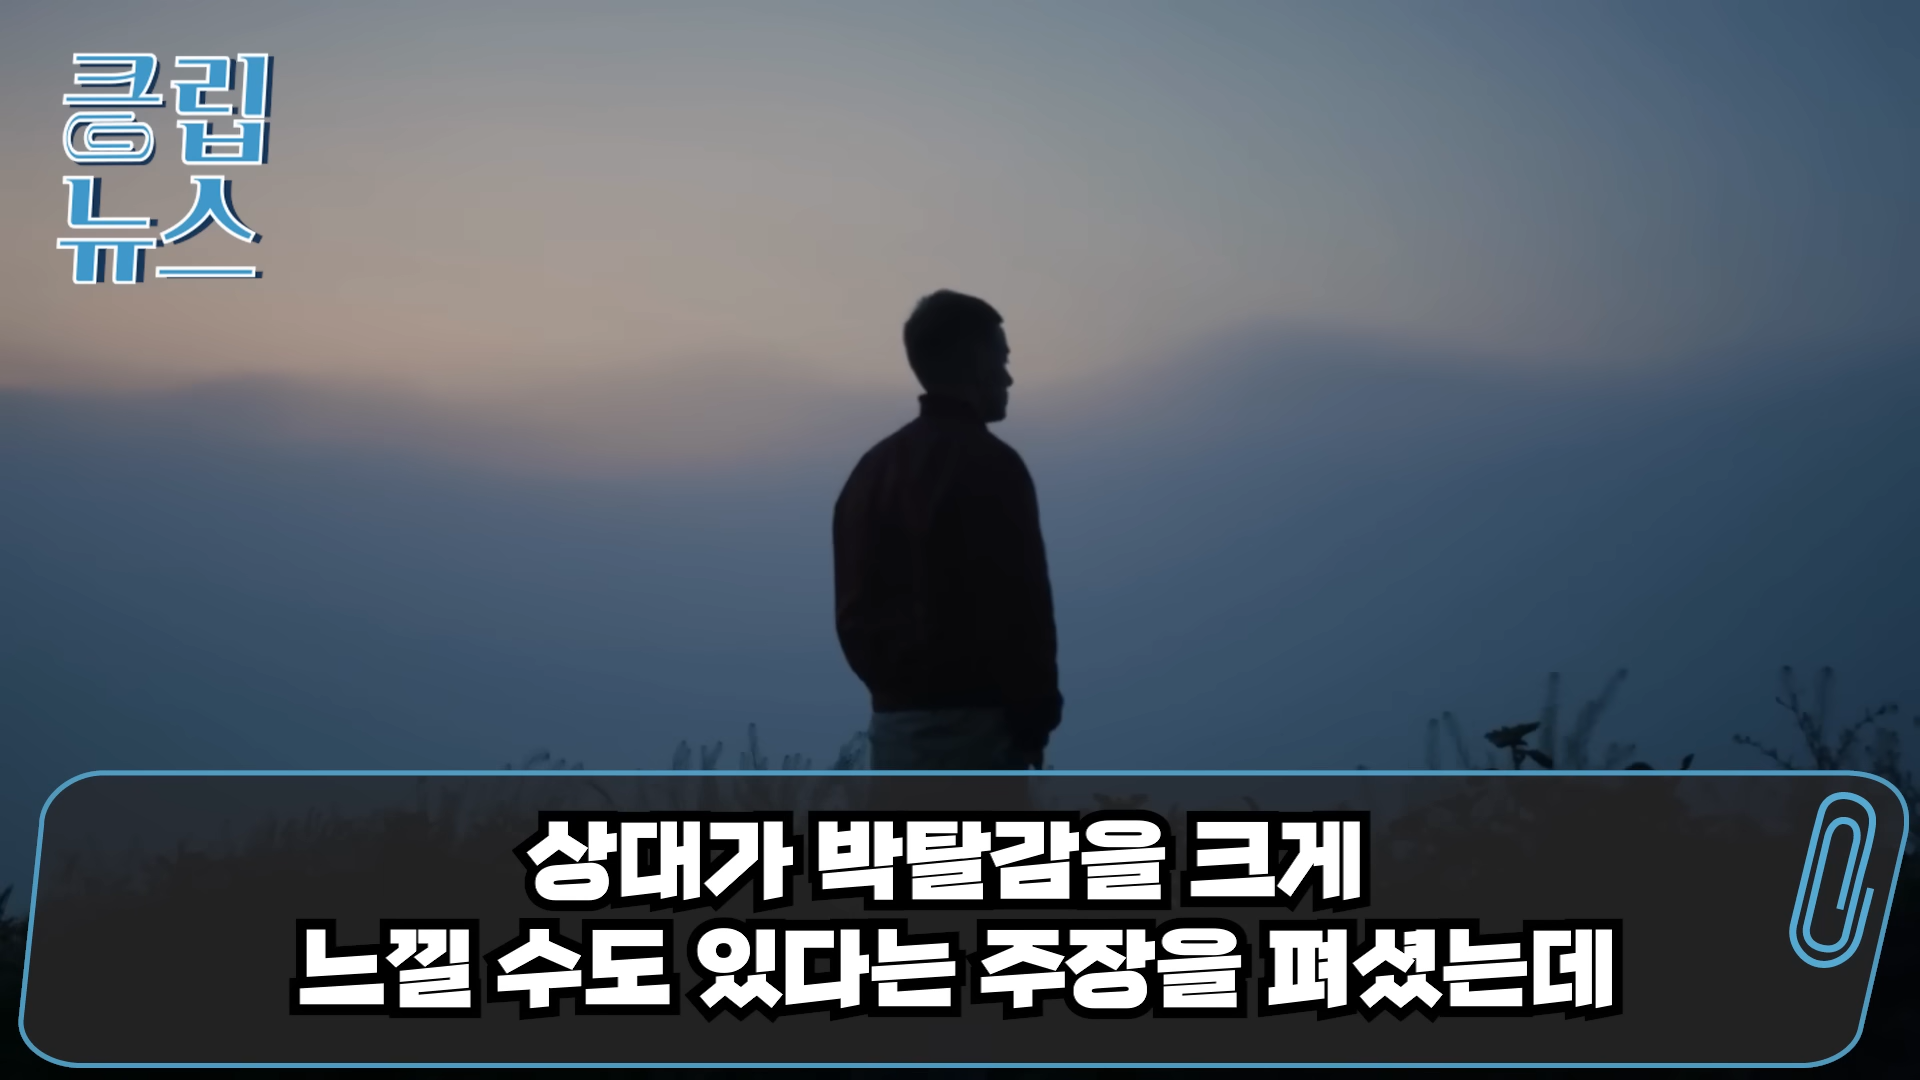 클립
뉴스
상대가 박탈감을 크게
느낄 수도 있다는 주장을 펴셨는데